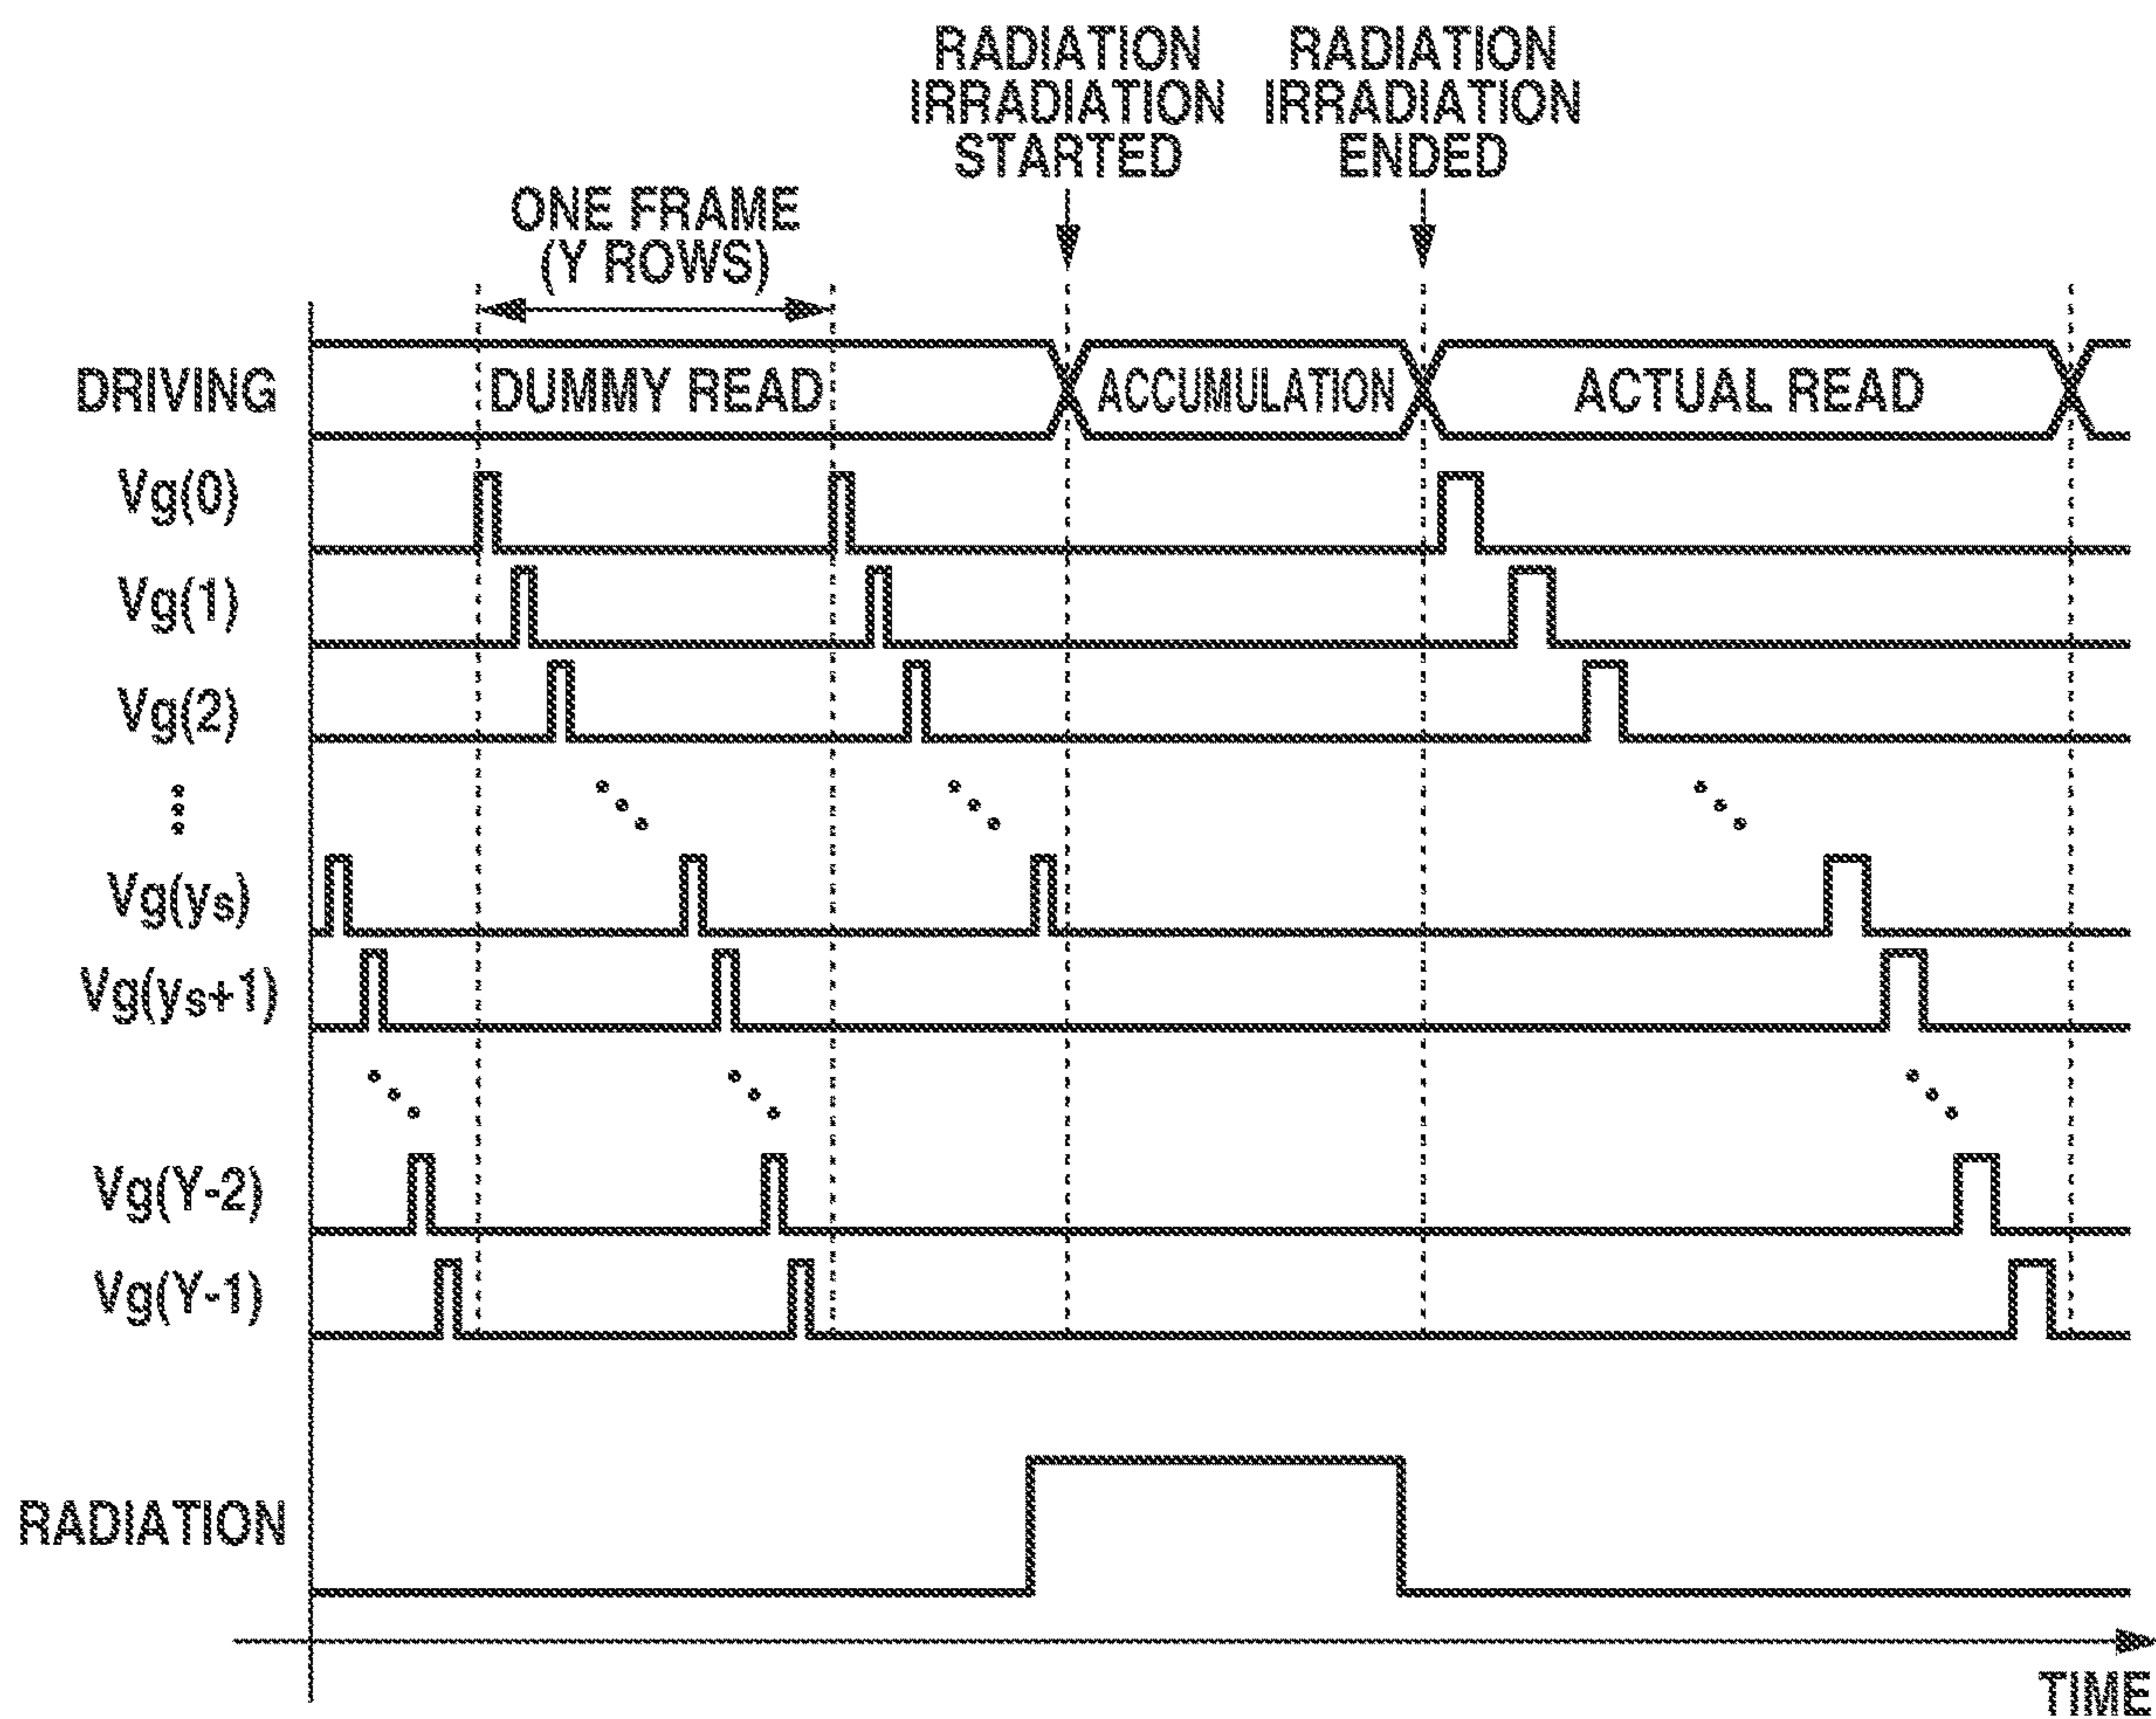 RADIATION
IRRADIATION
STARTED
RADIATION
IRRADIATION
ENDED
ONE FRAME
(Y ROWS)
DRIVING
DUMMY READ
ACCUMULATION
ACTUAL READ
Vg(0)
Vg(1)
Vg(2)
Vg(ys)
Vg(ys+1)
Vg(Y-2)
Vg(Y-1)
RADIATION
TIME